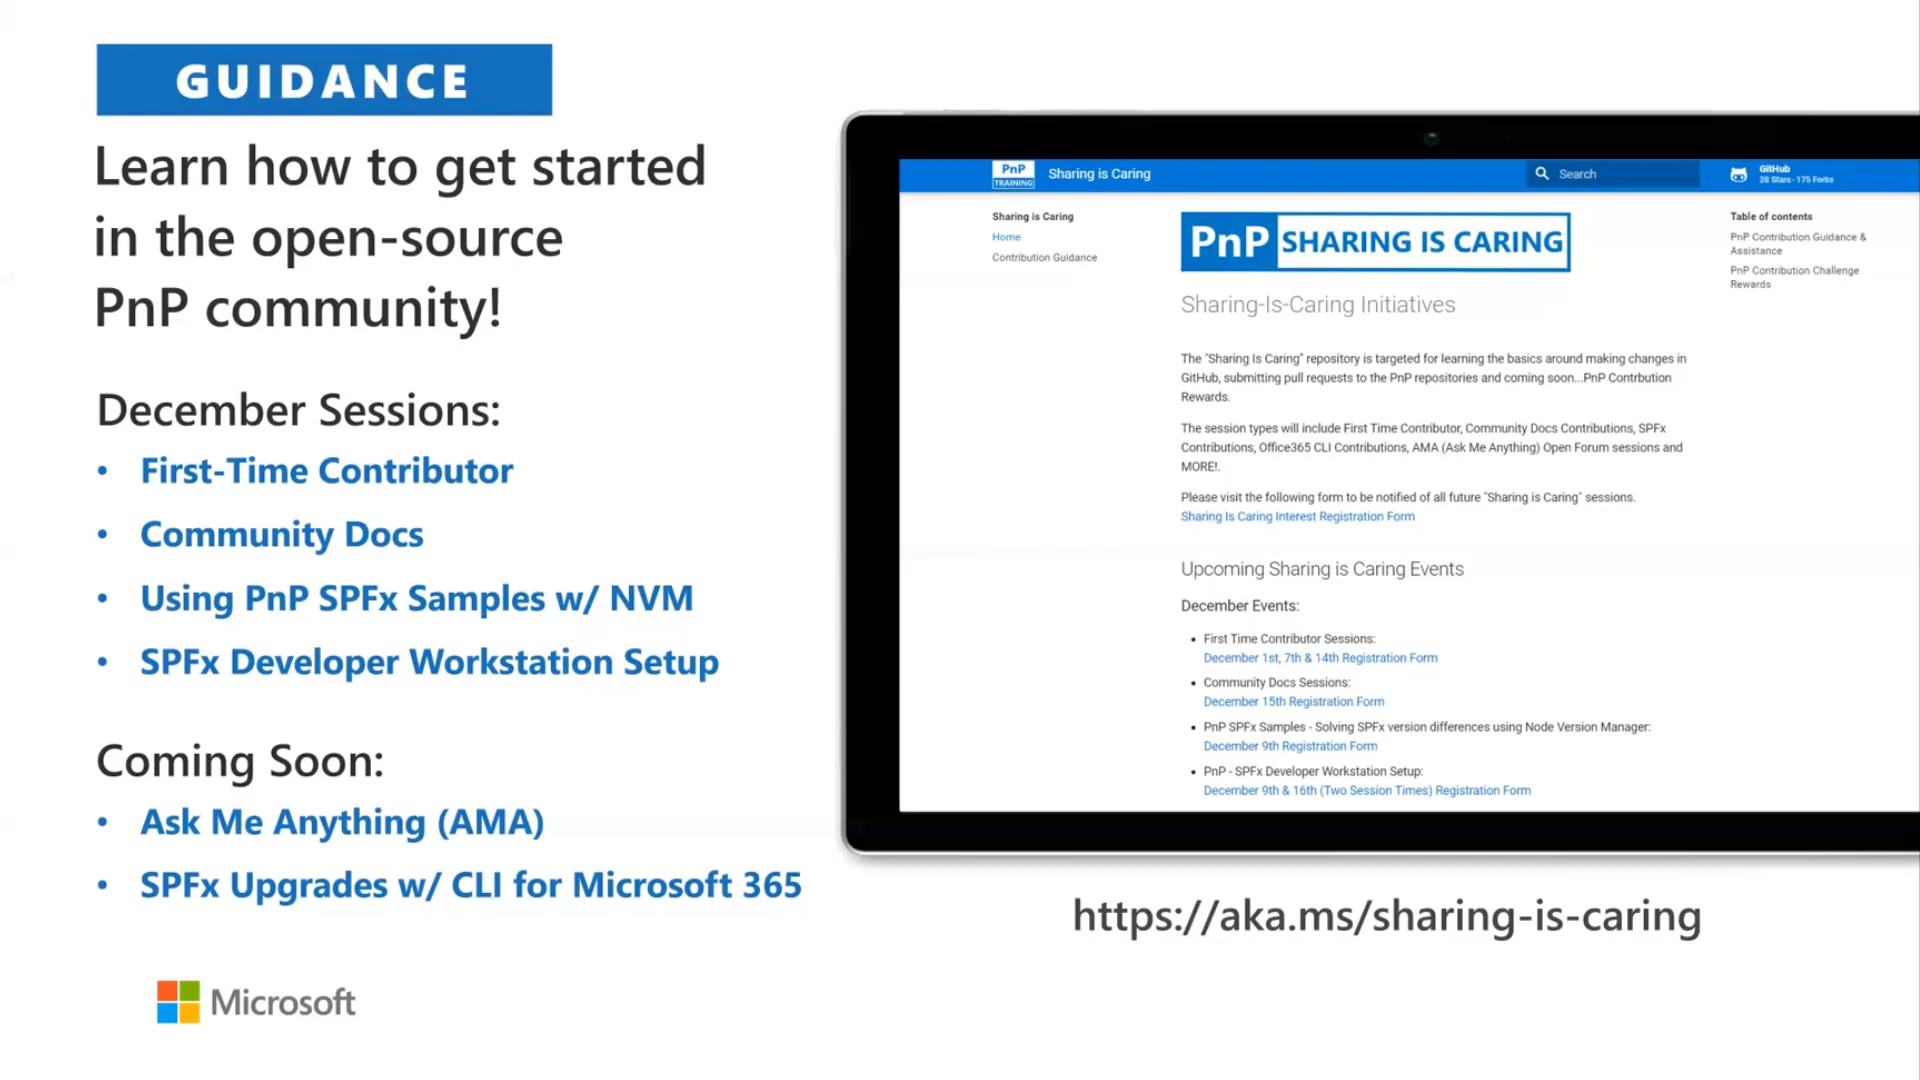 GUIDANCE
Learn how to get started
in the open-source
PnP community!
December Sessions:
• First-Time Contributor
• Community Docs
• Using PnP SPFx Samples w/ NVM
• SPFx Developer Workstation Setup
Coming Soon:
• Ask Me Anything (AMA)
• SPFx Upgrades w/ CLI for Microsoft 365
Microsoft
PnP
TRAINING
Sharing is Caring
Search
GitHub
28 Stars · 175 Forks
Sharing is Caring
Home
Contribution Guidance
PnP SHARING IS CARING
Sharing-Is-Caring Initiatives
The "Sharing Is Caring" repository is targeted for learning the basics around making changes in
GitHub, submitting pull requests to the PnP repositories and coming soon...PnP Contrbution
Rewards.
The session types will include First Time Contributor, Community Docs Contributions, SPFx
Contributions, Office365 CLI Contributions, AMA (Ask Me Anything) Open Forum sessions and
MORE!.
Please visit the following form to be notified of all future "Sharing is Caring" sessions.
Sharing Is Caring Interest Registration Form
Upcoming Sharing is Caring Events
December Events:
• First Time Contributor Sessions:
December 1st, 7th & 14th Registration Form
• Community Docs Sessions:
December 15th Registration Form
• PnP SPFx Samples - Solving SPFx version differences using Node Version Manager:
December 9th Registration Form
• PnP - SPFx Developer Workstation Setup:
December 9th & 16th (Two Session Times) Registration Form
Table of contents
PnP Contribution Guidance &
Assistance
PnP Contribution Challenge
Rewards
https://aka.ms/sharing-is-caring